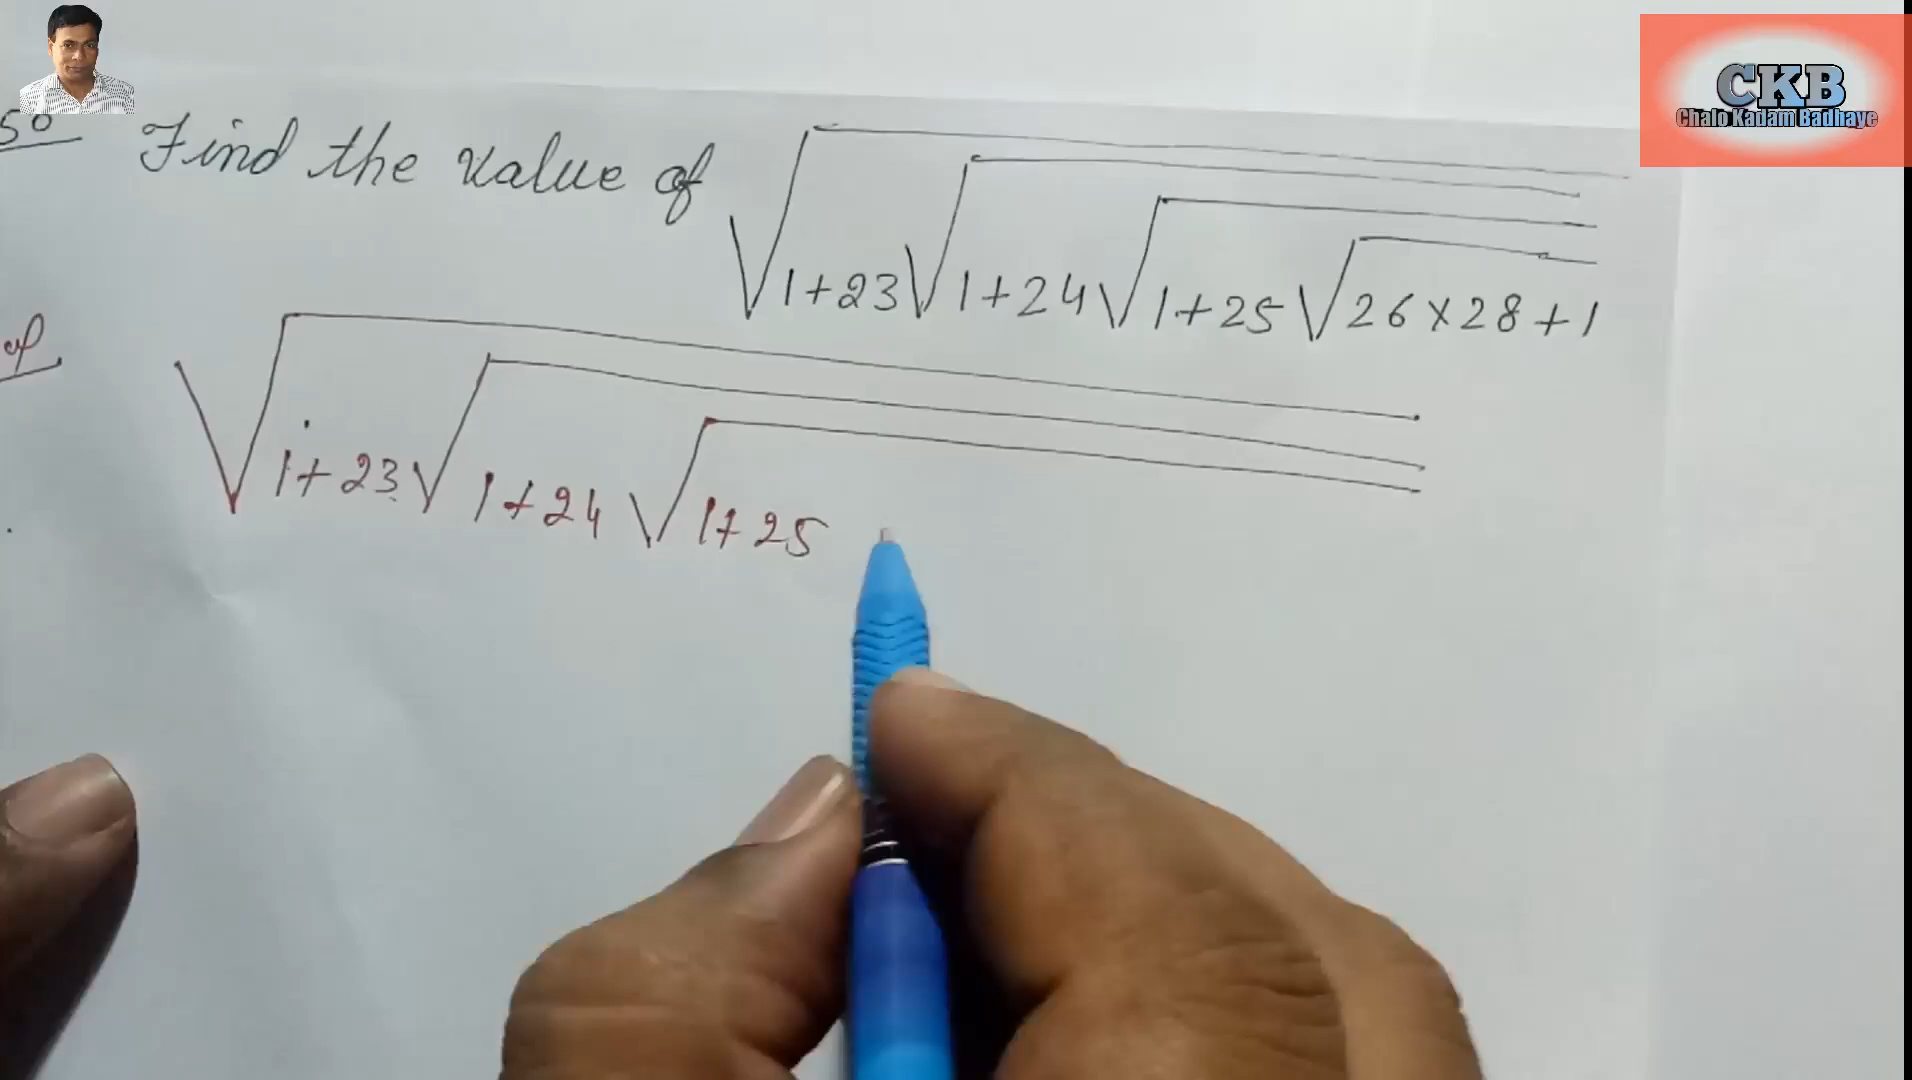 CKB
Chalo Kadam Badhaye
50
Find the value of √1+23√1+24√1+25√26×28+1
of
√1+23√1+24√1+25